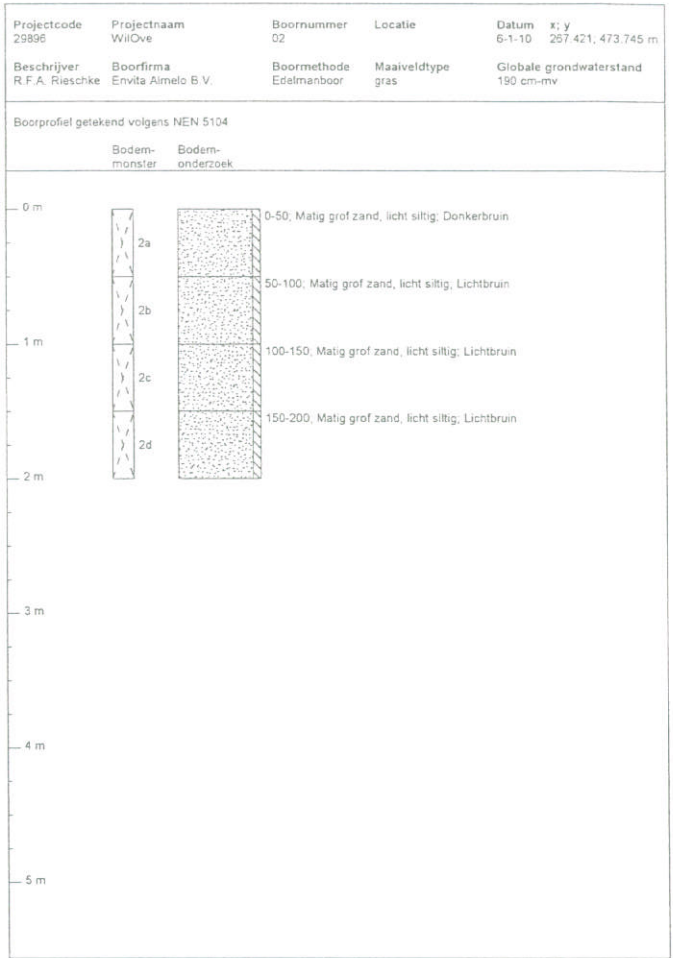 Projectcode Projectnaam Boornummer Locatie Datum x; y
29896 WilOve 02 6-1-10 267.421; 473.745 m
Beschrijver Boorfirma Boormethode Maaiveldtype Globale grondwaterstand
R.F.A. Rieschke Envita Almelo B.V. Edelmanboor gras 190 cm-mv
Boorprofiel getekend volgens NEN 5104
Bodem- Bodem-
monster onderzoek
0 m 0-50; Matig grof zand, licht siltig; Donkerbruin
2a
50-100; Matig grof zand, licht siltig; Lichtbruin
2b
1 m 100-150; Matig grof zand, licht siltig; Lichtbruin
2c
150-200; Matig grof zand, licht siltig; Lichtbruin
2d
2 m
3 m
4 m
5 m